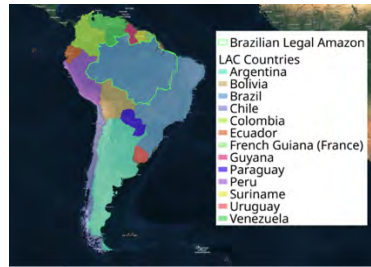 Brazilian Legal Amazon
LAC Countries
Argentina
Bolivia
Brazil
Chile
Colombia
Ecuador
French Guiana (France)
Guyana
Paraguay
Peru
Suriname
Uruguay
Venezuela